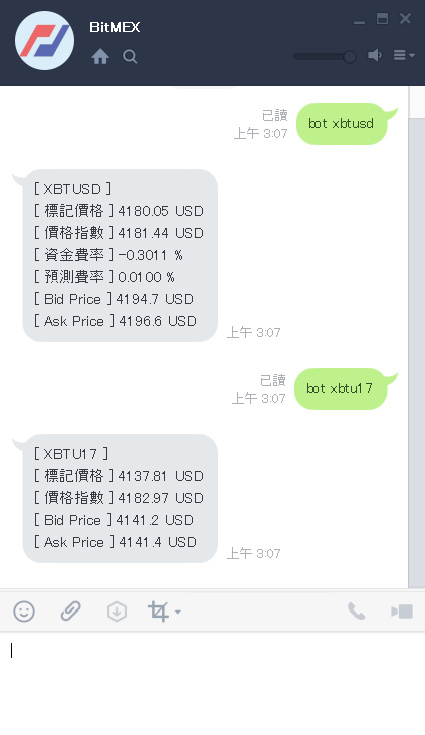 BitMEX
已讀
上午 3:07
bot xbtusd
[ XBTUSD ]
[ 標記價格 ] 4180.05 USD
[ 價格指數 ] 4181.44 USD
[ 資金費率 ] -0.3011 %
[ 預測費率 ] 0.0100 %
[ Bid Price ] 4194.7 USD
[ Ask Price ] 4196.6 USD
上午 3:07
已讀
上午 3:07
bot xbtu17
[ XBTU17 ]
[ 標記價格 ] 4137.81 USD
[ 價格指數 ] 4182.97 USD
[ Bid Price ] 4141.2 USD
[ Ask Price ] 4141.4 USD
上午 3:07